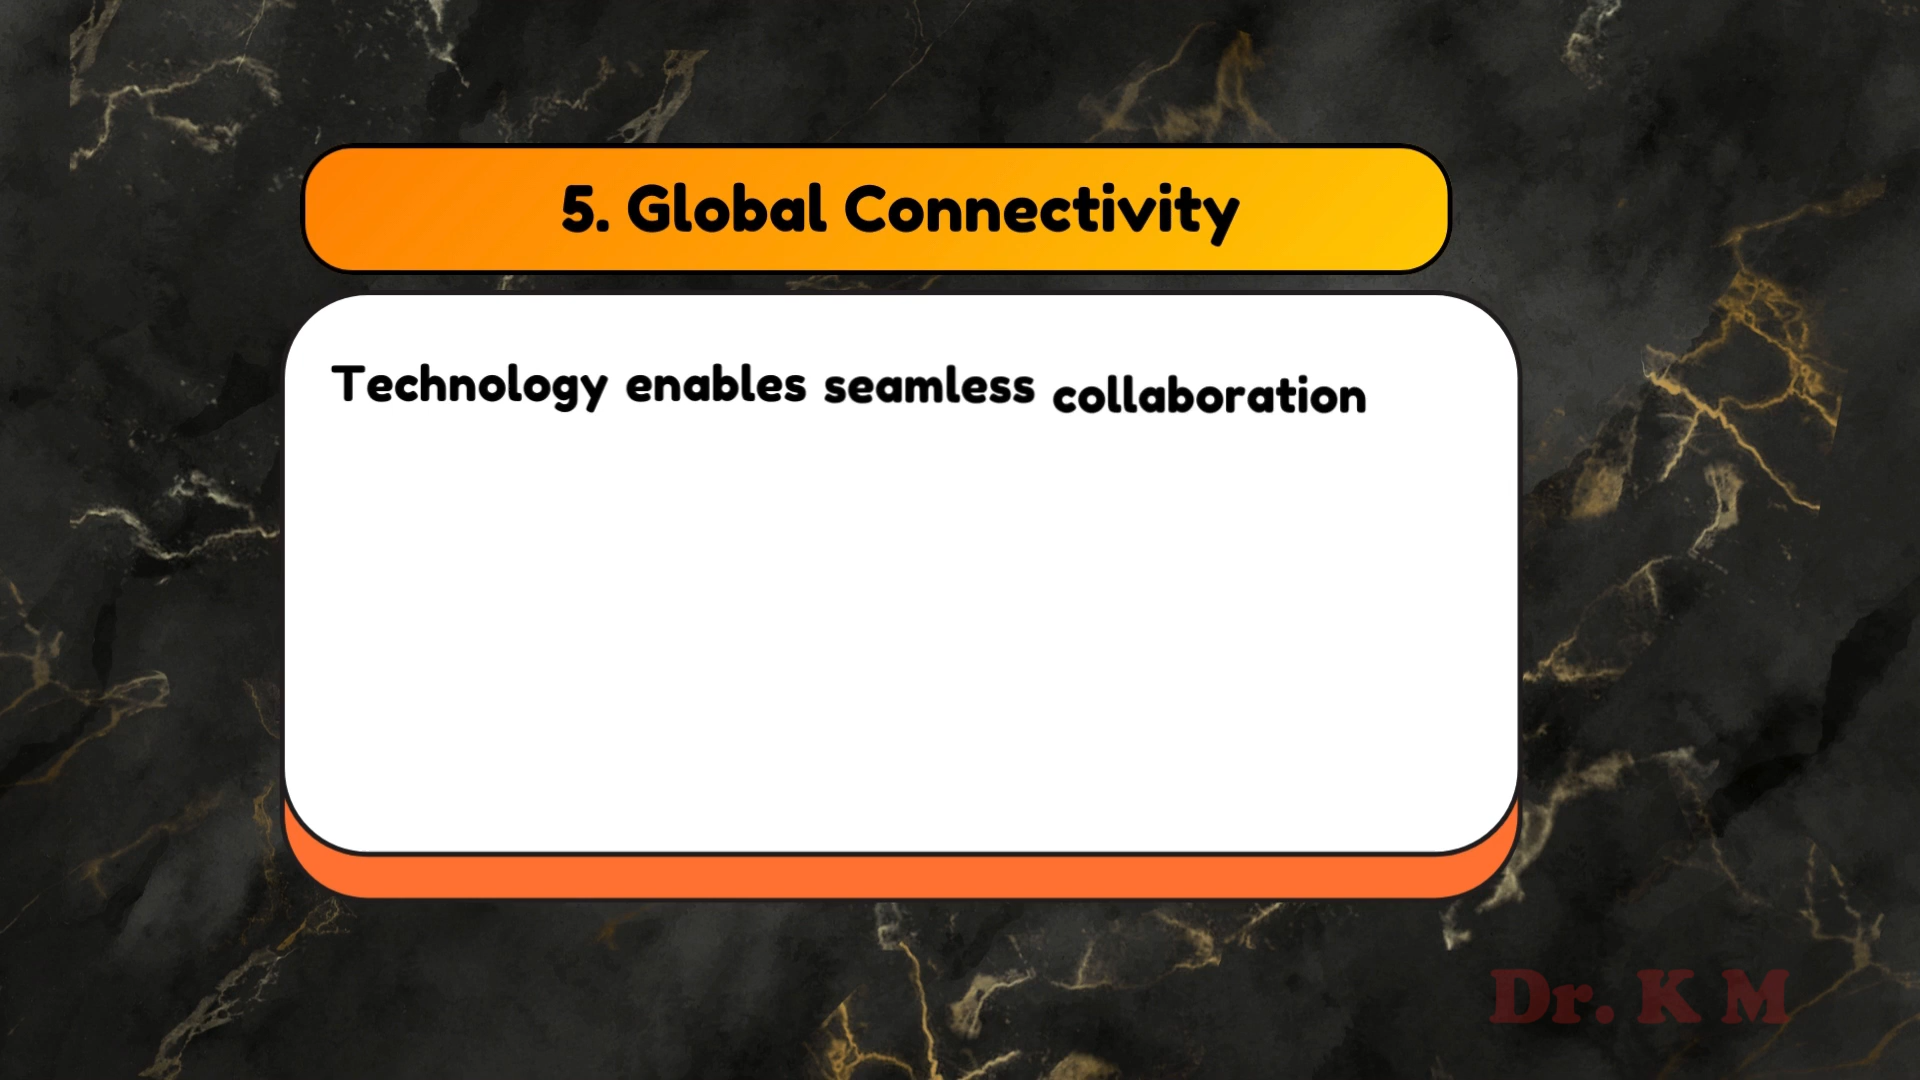 5. Global Connectivity
Technology enables seamless collaboration
Dr. K M